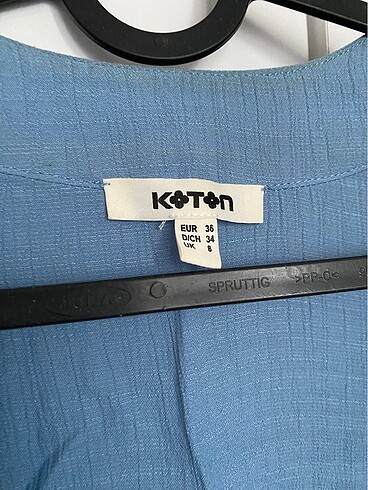 KOTON
EUR 36
D/CH 34
UK 8
SPRUTTIG >PP-C<